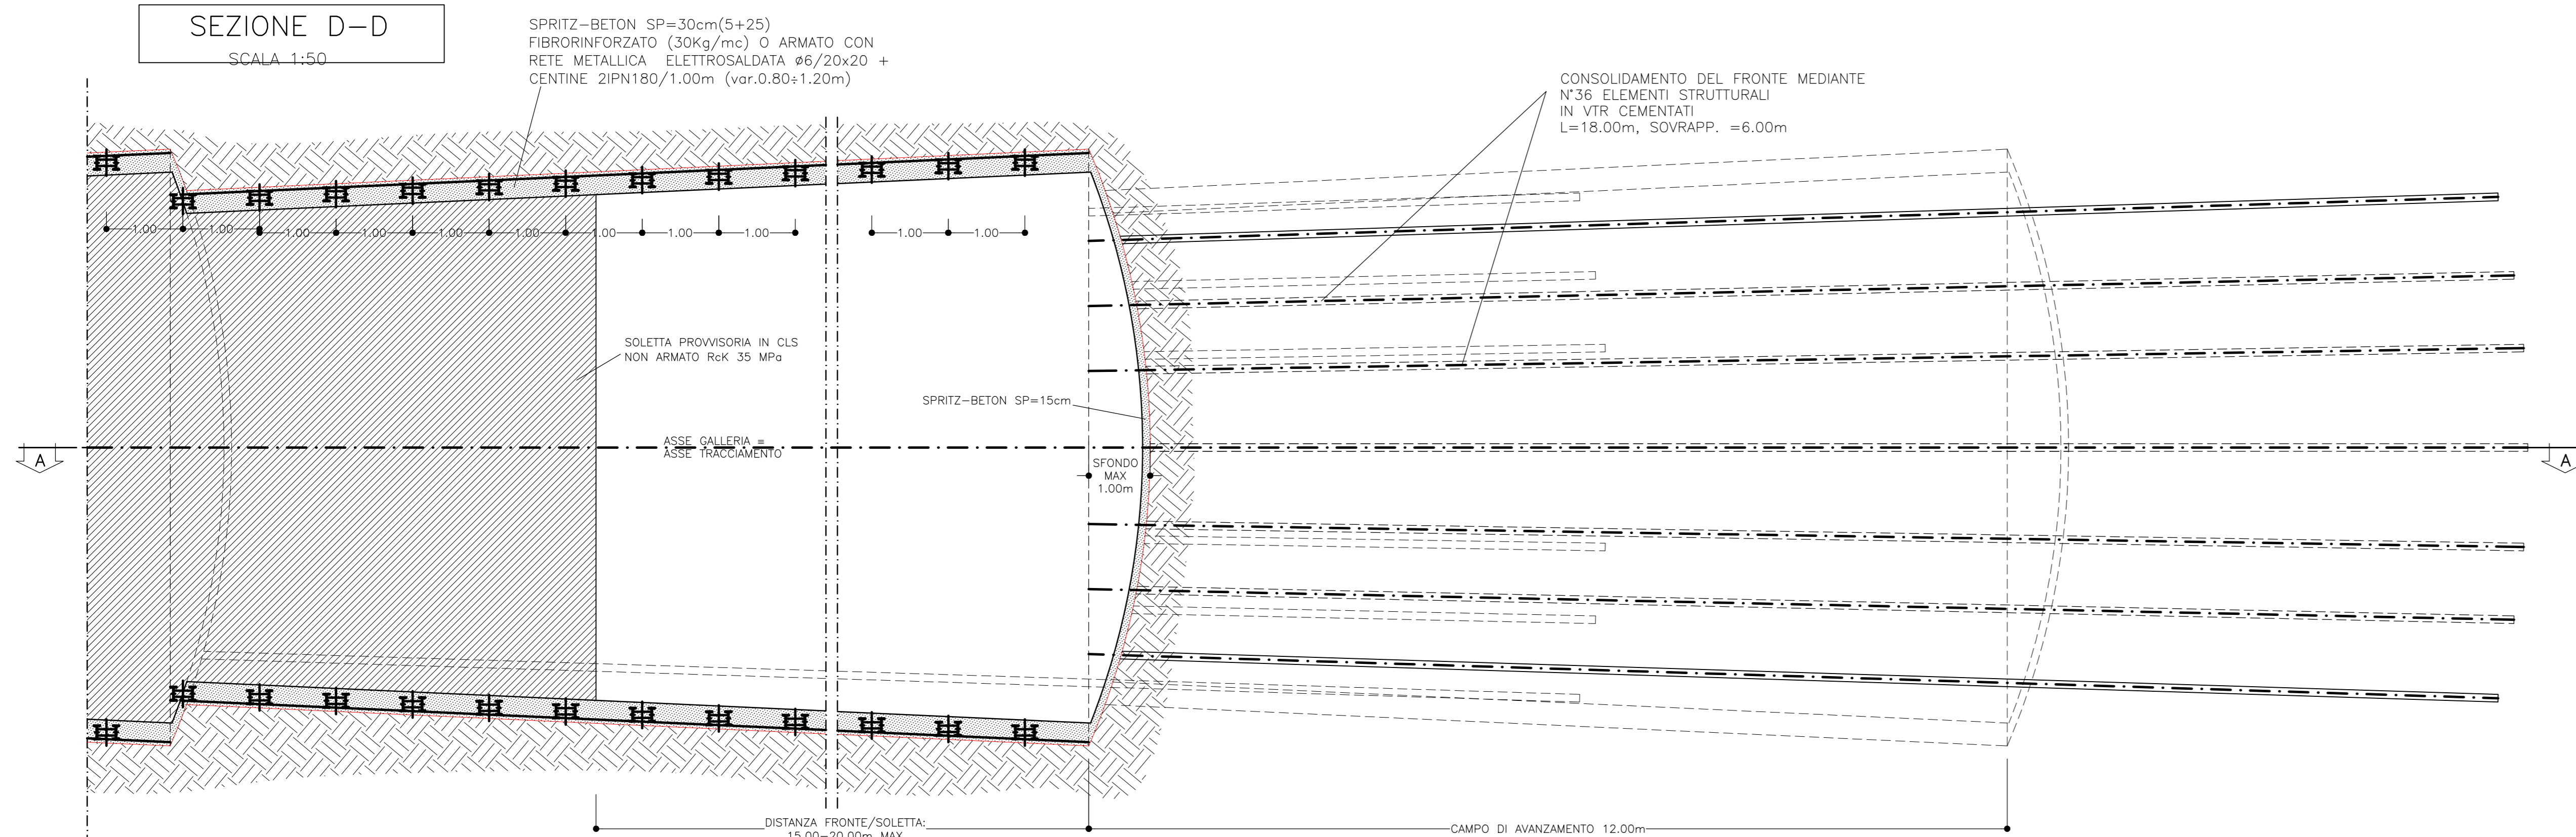 SEZIONE D-D
SCALA 1:50
SPRITZ-BETON SP=30cm(5+25)
FIBRORINFORZATO (30Kg/mc) O ARMATO CON
RETE METALLICA ELETTROSALDATA ø6/20x20 +
CENTINE 2IPN180/1.00m (var.0.80÷1.20m)
CONSOLIDAMENTO DEL FRONTE MEDIANTE
N°36 ELEMENTI STRUTTURALI
IN VTR CEMENTATI
L=18.00m, SOVRAPP. =6.00m
1.00 1.00 1.00 1.00 1.00 1.00 1.00 1.00 1.00 1.00 1.00
SOLETTA PROVVISORIA IN CLS
NON ARMATO RcK 35 MPa
SPRITZ-BETON SP=15cm
ASSE GALLERIA =
ASSE TRACCIAMENTO
A
A
SFONDO
MAX
1.00m
DISTANZA FRONTE/SOLETTA:
15.00-20.00m MAX
CAMPO DI AVANZAMENTO 12.00m